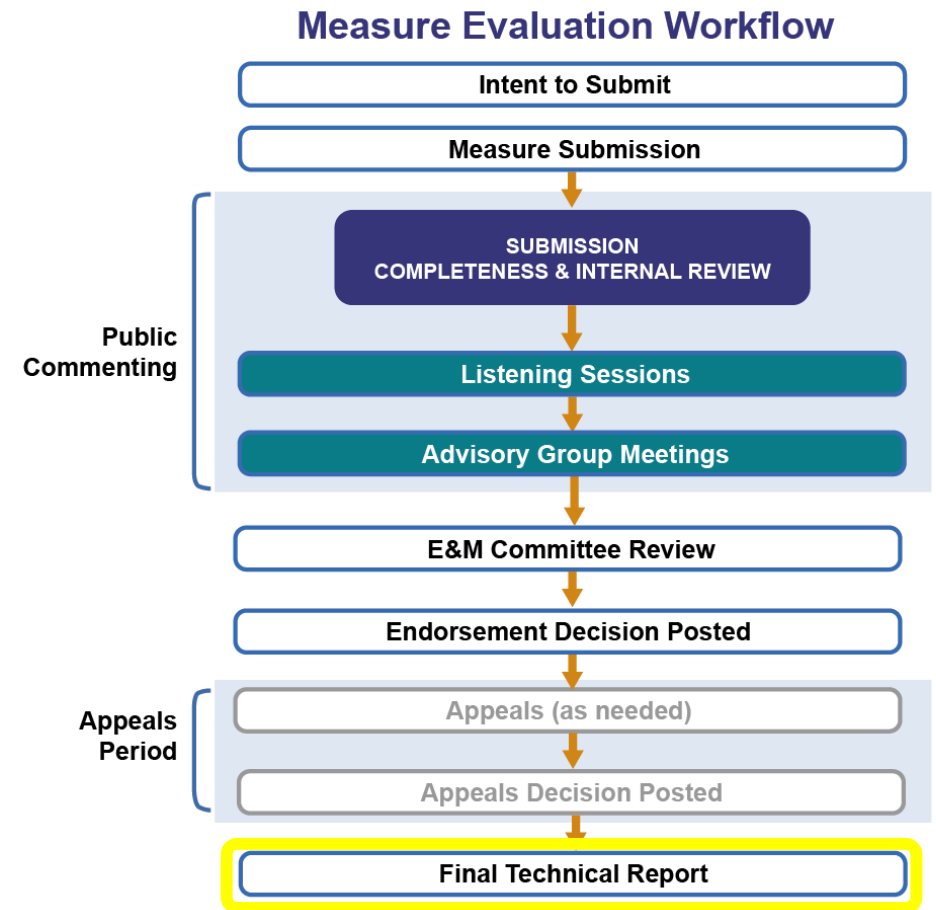 Measure Evaluation Workflow
Intent to Submit
Measure Submission
SUBMISSION
COMPLETENESS & INTERNAL REVIEW
Public
Commenting
Listening Sessions
Advisory Group Meetings
E&M Committee Review
Endorsement Decision Posted
Appeals (as needed)
Appeals
Period
Appeals Decision Posted
Final Technical Report